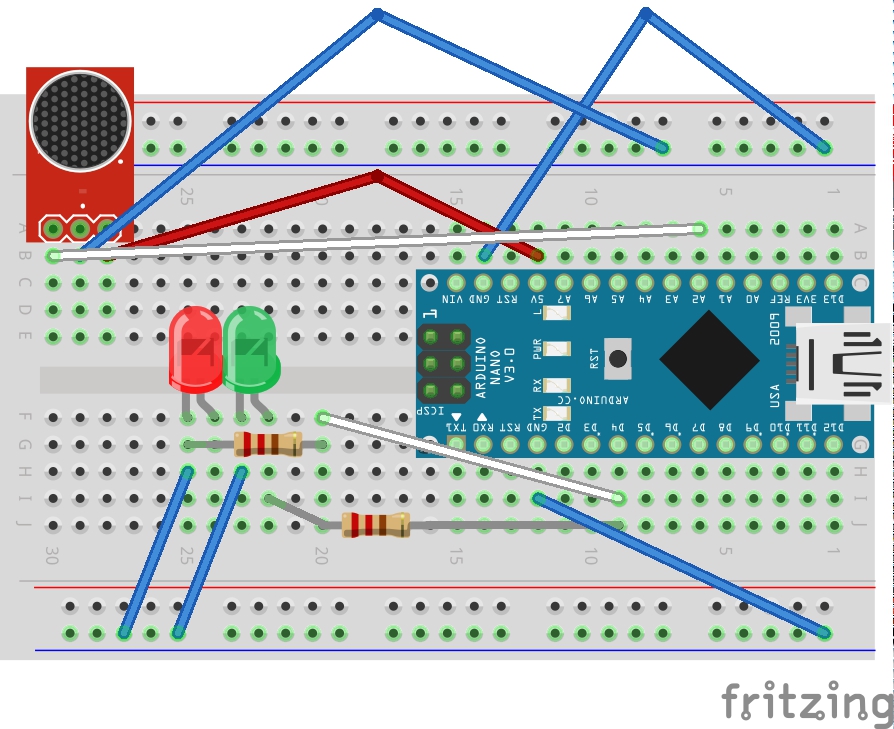 25 20 15 10 5 1
A A
B B
C C
D D
E E
VIN GND RST 5V A7 A6 A5 A4 A3 A2 A1 A0 REF 3V3 D13
L
1
PWR
RX
TX
RST
ARDUINO
NANO
V3.0
ARDUINO.CC
USA
ICSP
TX1 RX0 RST GND D2 D3 D4 D5 D6 D7 D8 D9 D10 D11 D12
F F
G G
H H
I I
J J
30 25 20 15 10 5 1
fritzing